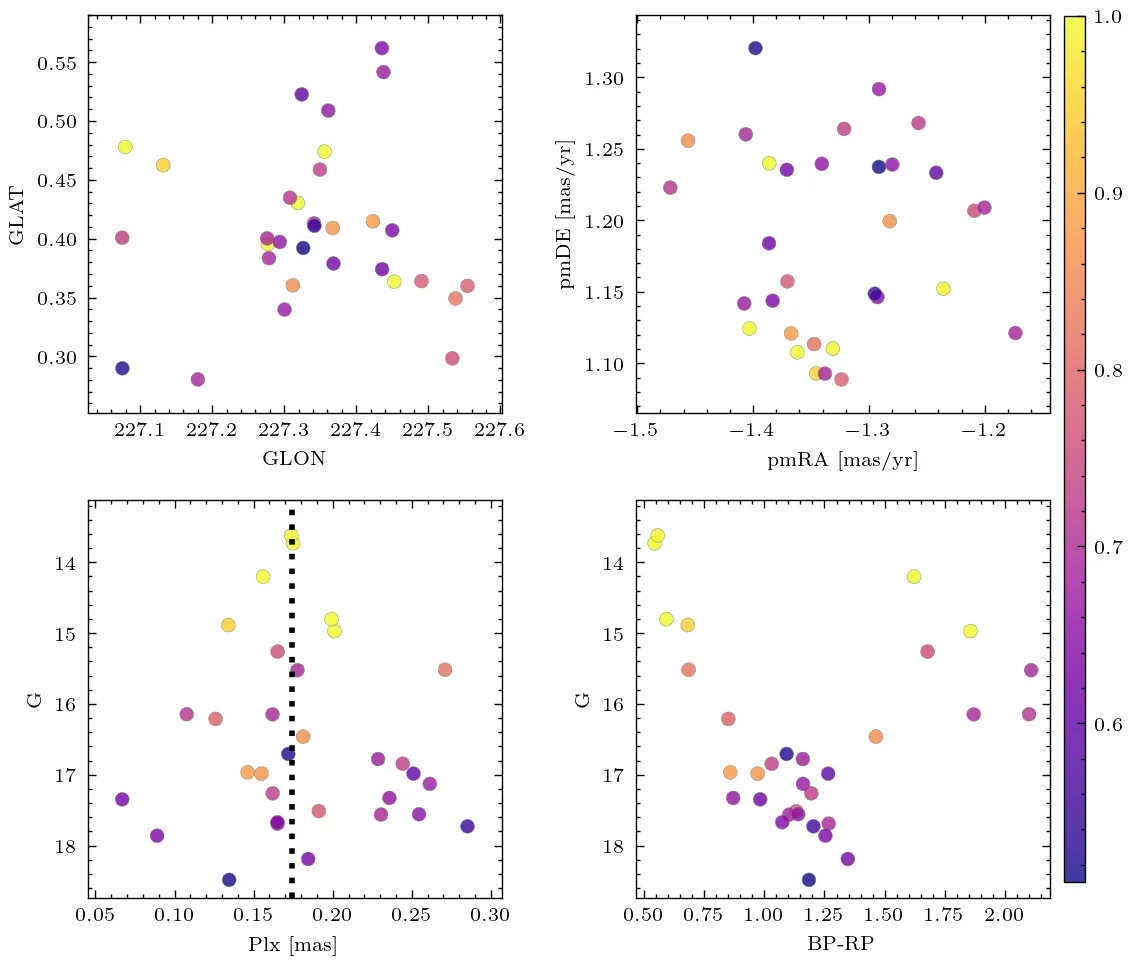 0.55
0.50
0.45
0.40
0.35
0.30
GLAT
227.1 227.2 227.3 227.4 227.5 227.6
GLON
1.30
1.25
1.20
1.15
1.10
pmDE [mas/yr]
−1.5 −1.4 −1.3 −1.2
pmRA [mas/yr]
1.0
0.9
0.8
0.7
0.6
14
15
16
17
18
G
0.05 0.10 0.15 0.20 0.25 0.30
Plx [mas]
14
15
16
17
18
G
0.50 0.75 1.00 1.25 1.50 1.75 2.00
BP-RP